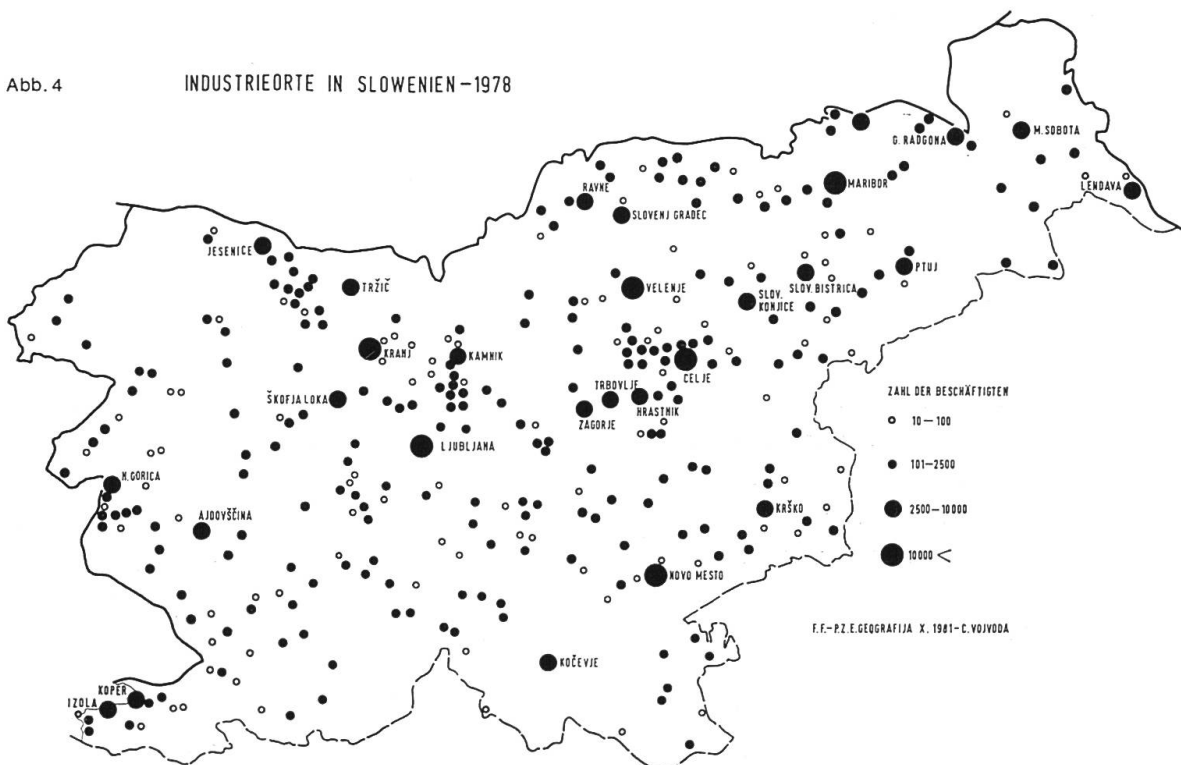 Abb. 4
INDUSTRIEORTE IN SLOWENIEN – 1978
G. RADGONA
M. SOBOTA
MARIBOR
LENDAVA
RAVNE
SLOVENJ GRADEC
JESENICE
PTUJ
TRŽIČ
VELENJE
SLOV. BISTRICA
SLOV.
KONJICE
KRANJ
KAMNIK
CELJE
TRBOVLJE
ŠKOFJA LOKA
HRASTNIK
ZAGORJE
LJUBLJANA
ZAHL DER BESCHÄFTIGTEN
10 – 100
101 – 2500
2500 – 10000
10000 <
N. GORICA
KRŠKO
AJDOVŠČINA
NOVO MESTO
F.F.-P.Z.E. GEOGRAFIJA X. 1981 - C. VOJVODA
KOČEVJE
KOPER
IZOLA